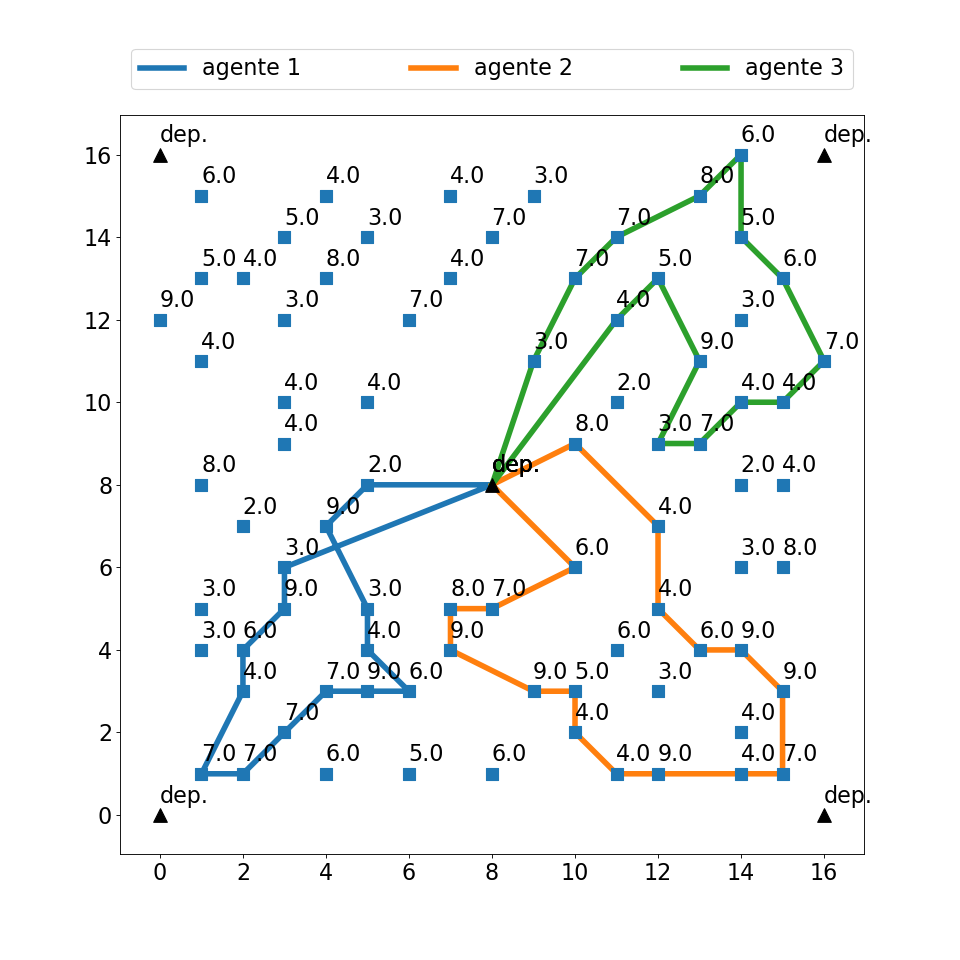 agente 1 agente 2 agente 3
dep. 6.0 dep.
6.0 4.0 4.0 3.0 8.0
5.0 3.0 7.0 7.0 5.0
5.0 4.0 8.0 4.0 7.0 5.0 6.0
9.0 3.0 7.0 4.0 3.0
4.0 3.0 9.0 7.0
4.0 4.0 2.0 4.0 4.0
4.0 8.0 3.0 7.0
8.0 2.0 dep. 2.0 4.0
2.0 9.0 4.0
3.0 6.0 3.0 8.0
3.0 9.0 3.0 8.0 7.0 4.0
3.0 6.0 4.0 9.0 6.0 6.0 9.0
4.0 7.0 9.0 6.0 9.0 5.0 3.0 9.0
7.0 4.0 4.0
7.0 7.0 6.0 5.0 6.0 4.0 9.0 4.0 7.0
dep. dep.
16
14
12
10
8
6
4
2
0
0 2 4 6 8 10 12 14 16